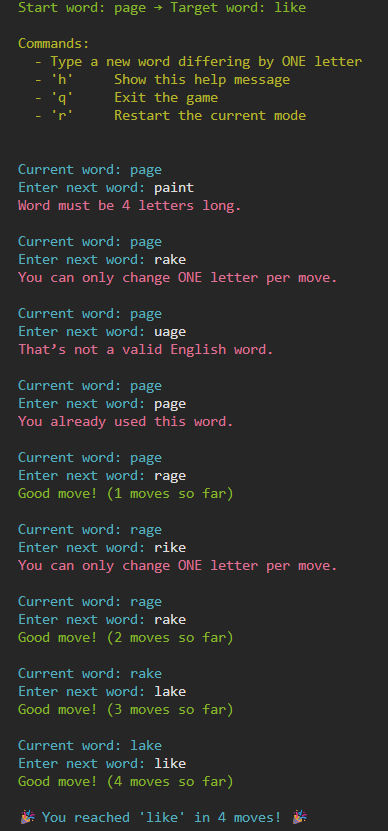 Start word: page → Target word: like
Commands:
- Type a new word differing by ONE letter
- 'h' Show this help message
- 'q' Exit the game
- 'r' Restart the current mode
Current word: page
Enter next word: paint
Word must be 4 letters long.
Current word: page
Enter next word: rake
You can only change ONE letter per move.
Current word: page
Enter next word: uage
That’s not a valid English word.
Current word: page
Enter next word: page
You already used this word.
Current word: page
Enter next word: rage
Good move! (1 moves so far)
Current word: rage
Enter next word: rike
You can only change ONE letter per move.
Current word: rage
Enter next word: rake
Good move! (2 moves so far)
Current word: rake
Enter next word: lake
Good move! (3 moves so far)
Current word: lake
Enter next word: like
Good move! (4 moves so far)
🎉 You reached 'like' in 4 moves! 🎉